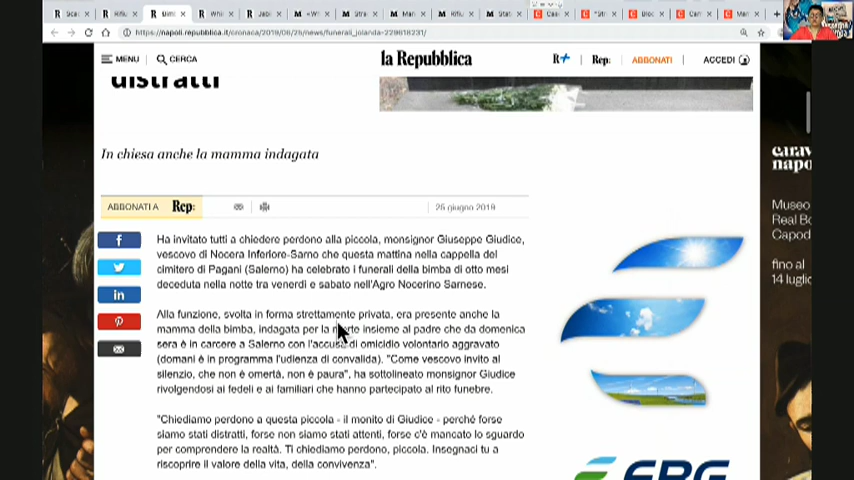 https://napoli.repubblica.it/cronaca/2019/06/25/news/funerali_jolanda-229618231/
MENU
CERCA
la Repubblica
R+
Rep:
ABBONATI
ACCEDI
distratti
In chiesa anche la mamma indagata
ABBONATI A Rep:
25 giugno 2019
Ha invitato tutti a chiedere perdono alla piccola, monsignor Giuseppe Giudice,
vescovo di Nocera Inferiore-Sarno che questa mattina nella cappella del
cimitero di Pagani (Salerno) ha celebrato i funerali della bimba di otto mesi
deceduta nella notte tra venerdì e sabato nell'Agro Nocerino Sarnese.
Alla funzione, svolta in forma strettamente privata, era presente anche la
mamma della bimba, indagata per la morte insieme al padre che da domenica
sera è in carcere a Salerno con l'accusa di omicidio volontario aggravato
(domani è in programma l'udienza di convalida). "Come vescovo invito al
silenzio, che non è omertà, non è paura", ha sottolineato monsignor Giudice
rivolgendosi ai fedeli e ai familiari che hanno partecipato al rito funebre.
"Chiediamo perdono a questa piccola - il monito di Giudice - perché forse
siamo stati distratti, forse non siamo stati attenti, forse c'è mancato lo sguardo
per comprendere la realtà. Ti chiediamo perdono, piccola. Insegnaci tu a
riscoprire il valore della vita, della convivenza".
ERG
carav
napo
Museo
Real Bo
Capod
fino al
14 luglio